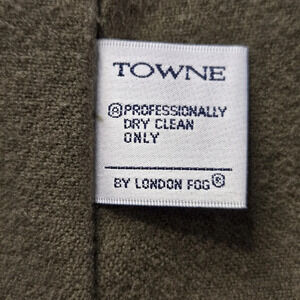 TOWNE
Ⓐ PROFESSIONALLY
DRY CLEAN
ONLY
BY LONDON FOG®